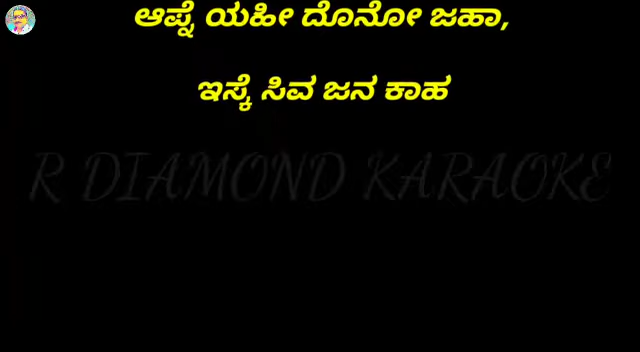 ಆಪ್ನೆ ಯಹೀ ದೊನೋ ಜಹಾ,
ಇಸ್ಕೆ ಸಿವ ಜನ ಕಾಹ
R DIAMOND KARAOKE